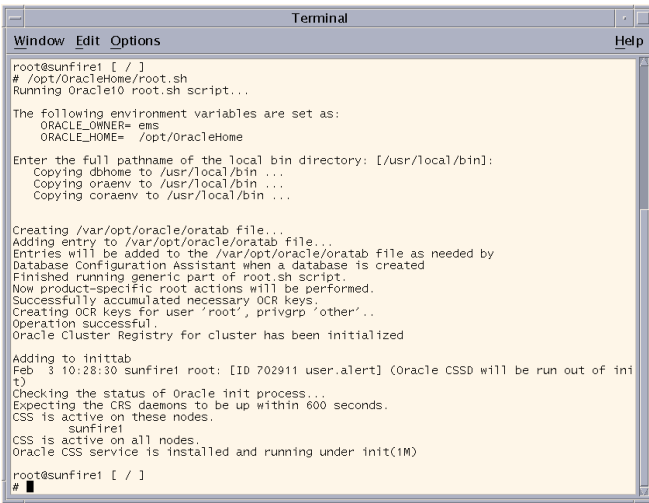 Terminal
Window Edit Options Help
root@sunfire1 [ / ]
# /opt/OracleHome/root.sh
Running Oracle10 root.sh script...
The following environment variables are set as:
ORACLE_OWNER= ems
ORACLE_HOME= /opt/OracleHome
Enter the full pathname of the local bin directory: [/usr/local/bin]:
Copying dbhome to /usr/local/bin ...
Copying oraenv to /usr/local/bin ...
Copying coraenv to /usr/local/bin ...
Creating /var/opt/oracle/oratab file...
Adding entry to /var/opt/oracle/oratab file...
Entries will be added to the /var/opt/oracle/oratab file as needed by
Database Configuration Assistant when a database is created
Finished running generic part of root.sh script.
Now product-specific root actions will be performed.
Successfully accumulated necessary OCR keys.
Creating OCR keys for user 'root', privgrp 'other'..
Operation successful.
Oracle Cluster Registry for cluster has been initialized
Adding to inittab
Feb 3 10:28:30 sunfire1 root: [ID 702911 user.alert] (Oracle CSSD will be run out of ini
t)
Checking the status of Oracle init process...
Expecting the CRS daemons to be up within 600 seconds.
CSS is active on these nodes.
sunfire1
CSS is active on all nodes.
Oracle CSS service is installed and running under init(1M)
root@sunfire1 [ / ]
#